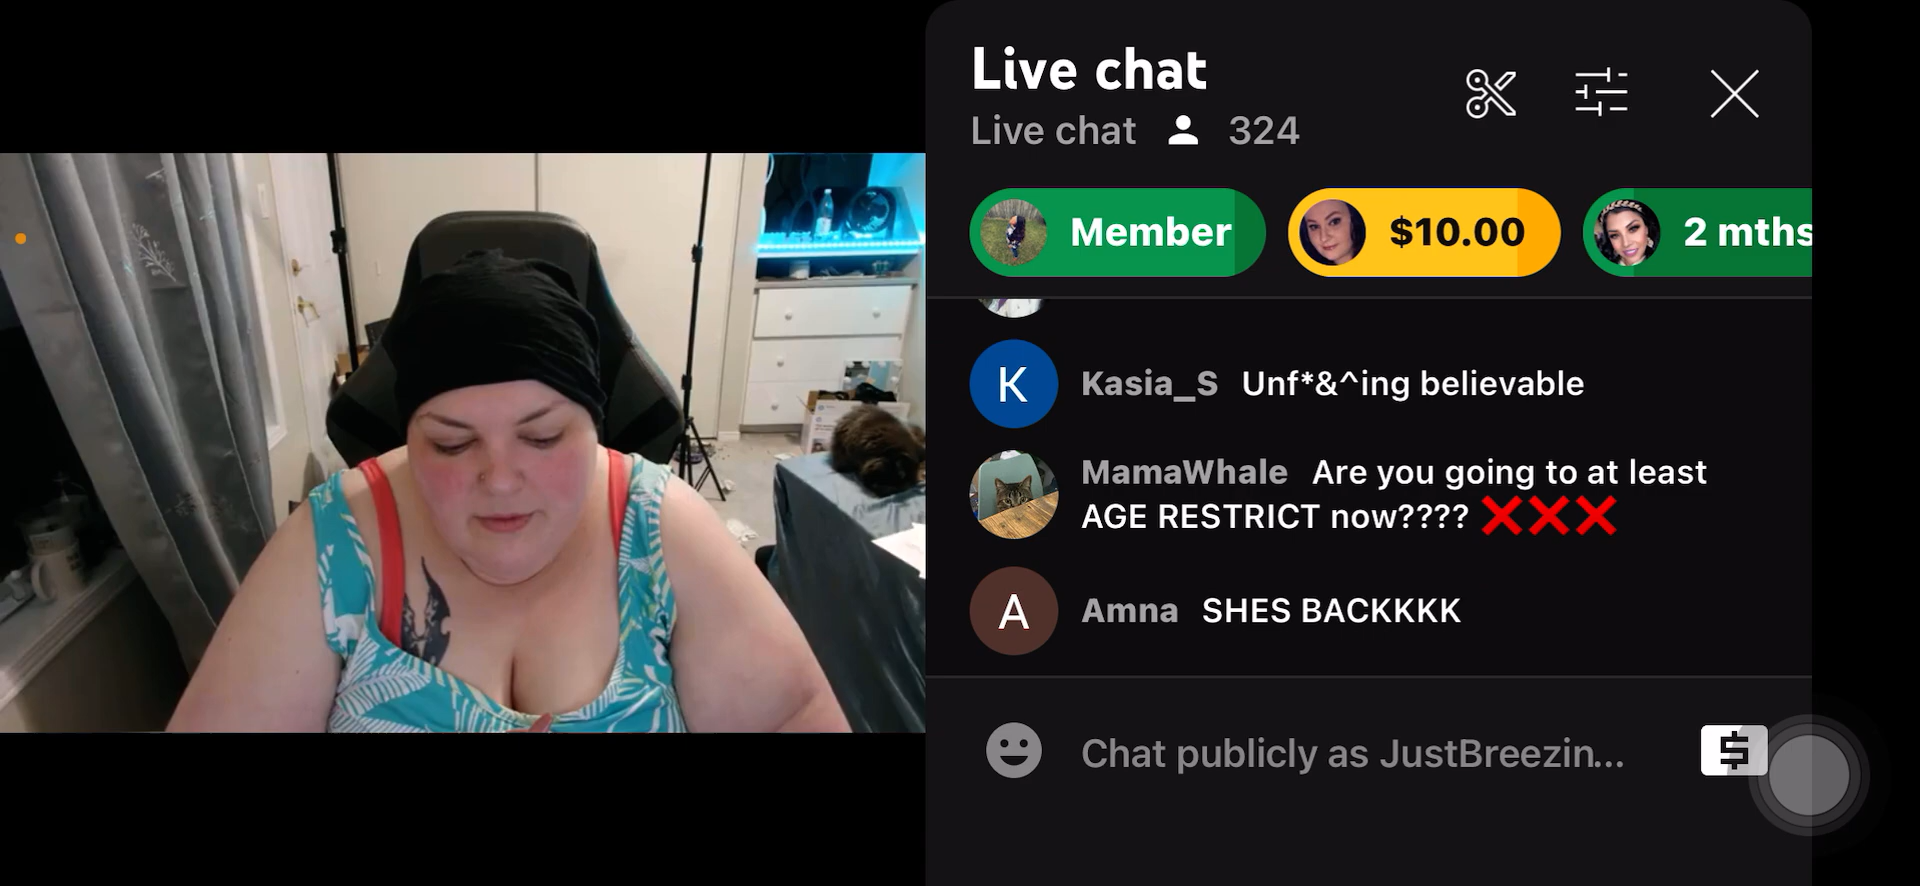 Live chat
Live chat 324
Member $10.00 2 mths
Kasia_S Unf*&^ing believable
MamaWhale Are you going to at least
AGE RESTRICT now???? ❌❌❌
Amna SHES BACKKKK
Chat publicly as JustBreezin...